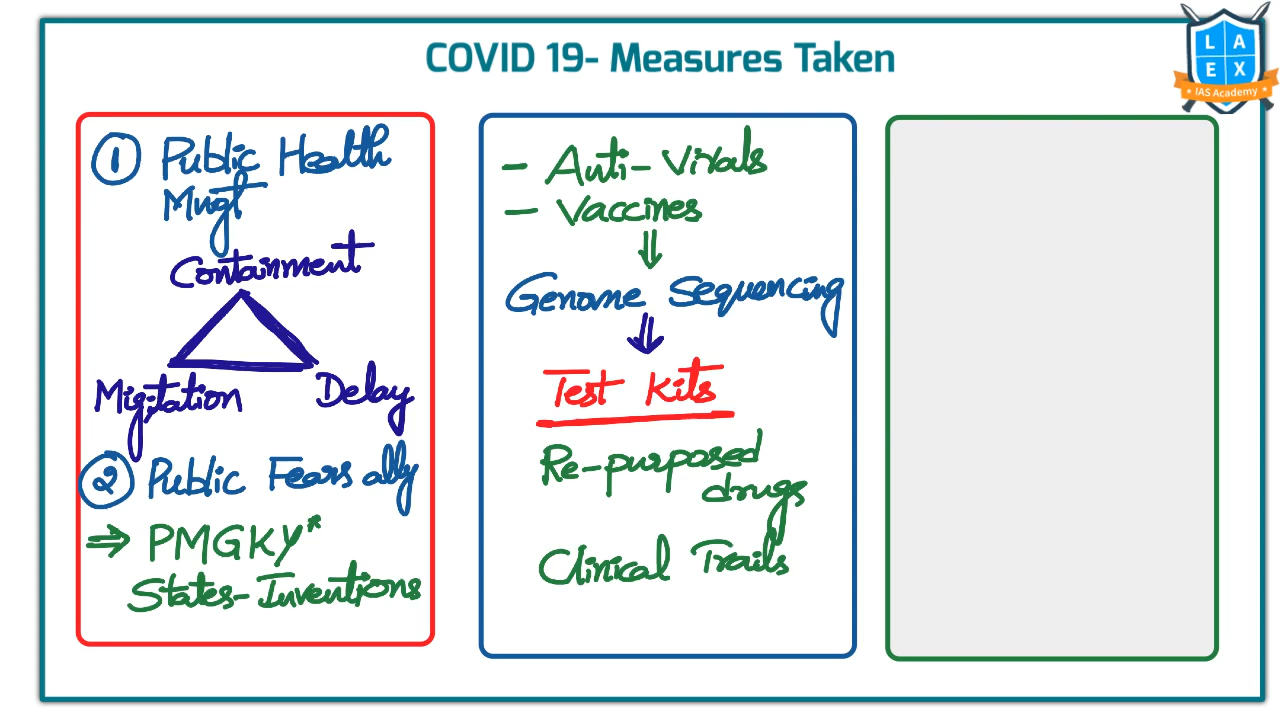 COVID 19- Measures Taken
L A
E X
IAS Academy
1 Public Health
Mngt
Containment
Migitation
Delay
2 Public Fears ally
⇒ PMGKY*
States-Inventions
- Anti-Virals
- Vaccines
⇓
Genome Sequencing
↓
Test Kits
Re-purposed
drugs
Clinical Trails